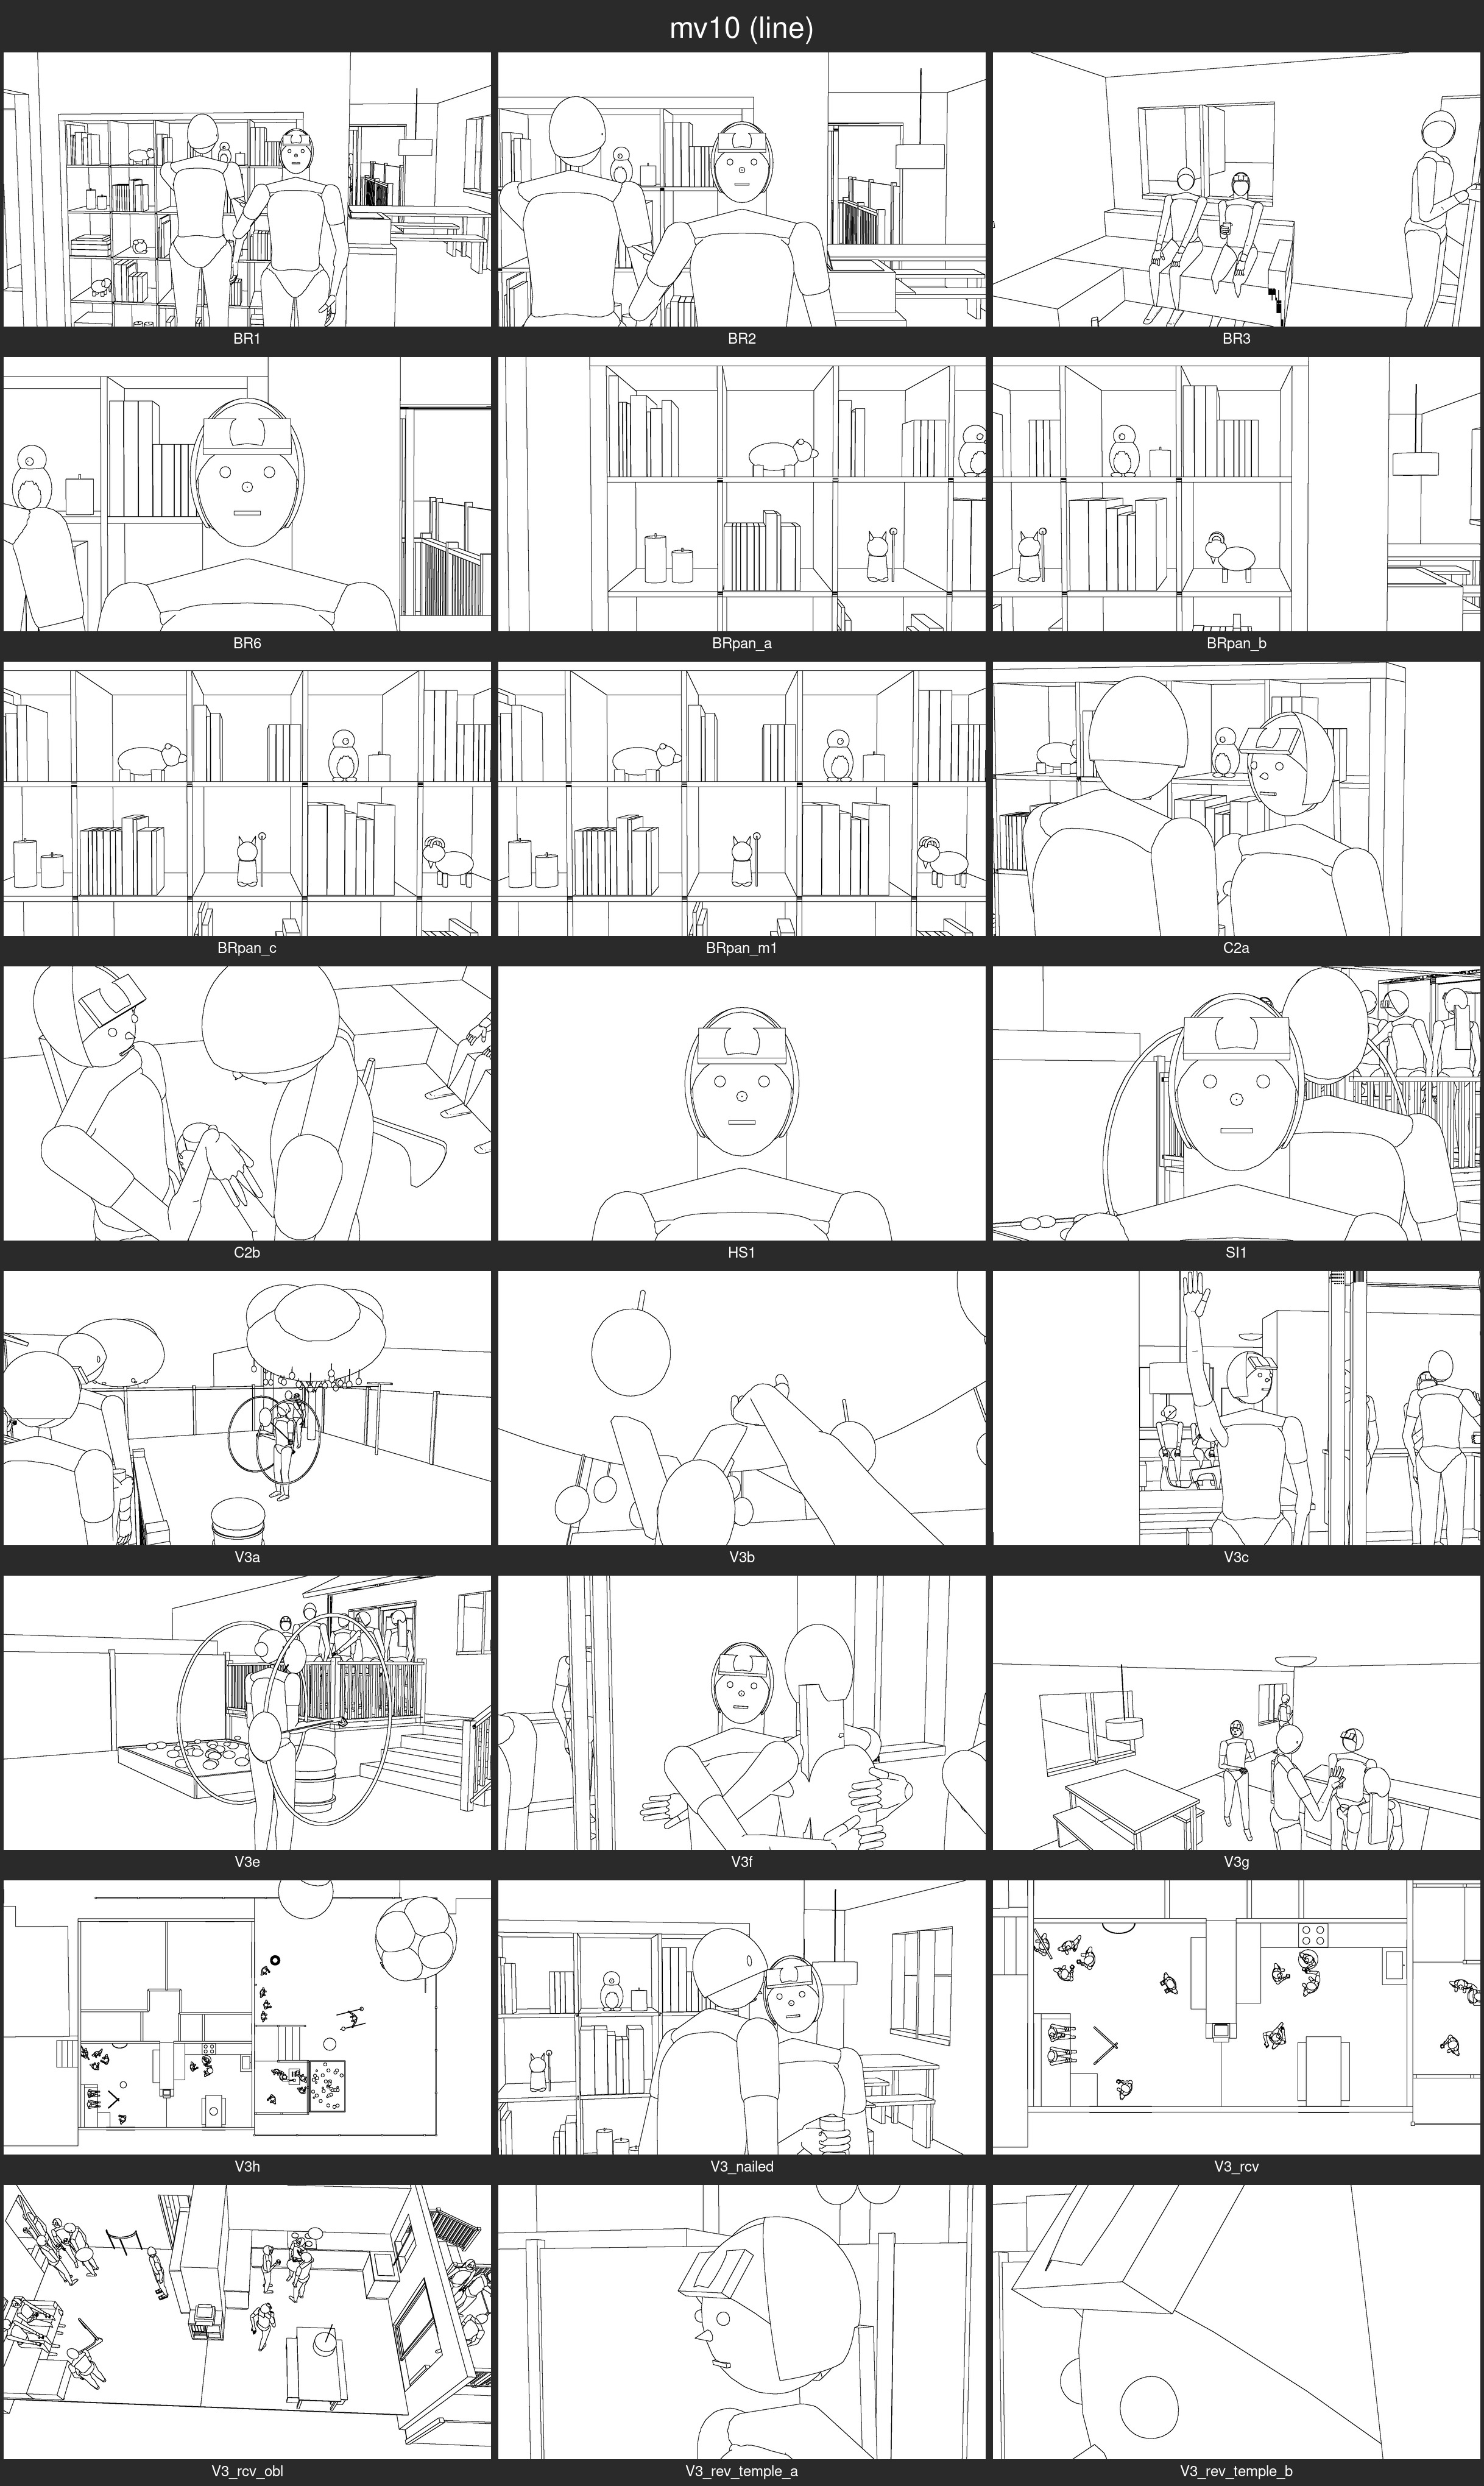 mv10 (line)
BR1
BR2
BR3
BR6
BRpan_a
BRpan_b
BRpan_c
BRpan_m1
C2a
C2b
HS1
SI1
V3a
V3b
V3c
V3e
V3f
V3g
V3h
V3_nailed
V3_rcv
V3_rcv_obl
V3_rev_temple_a
V3_rev_temple_b